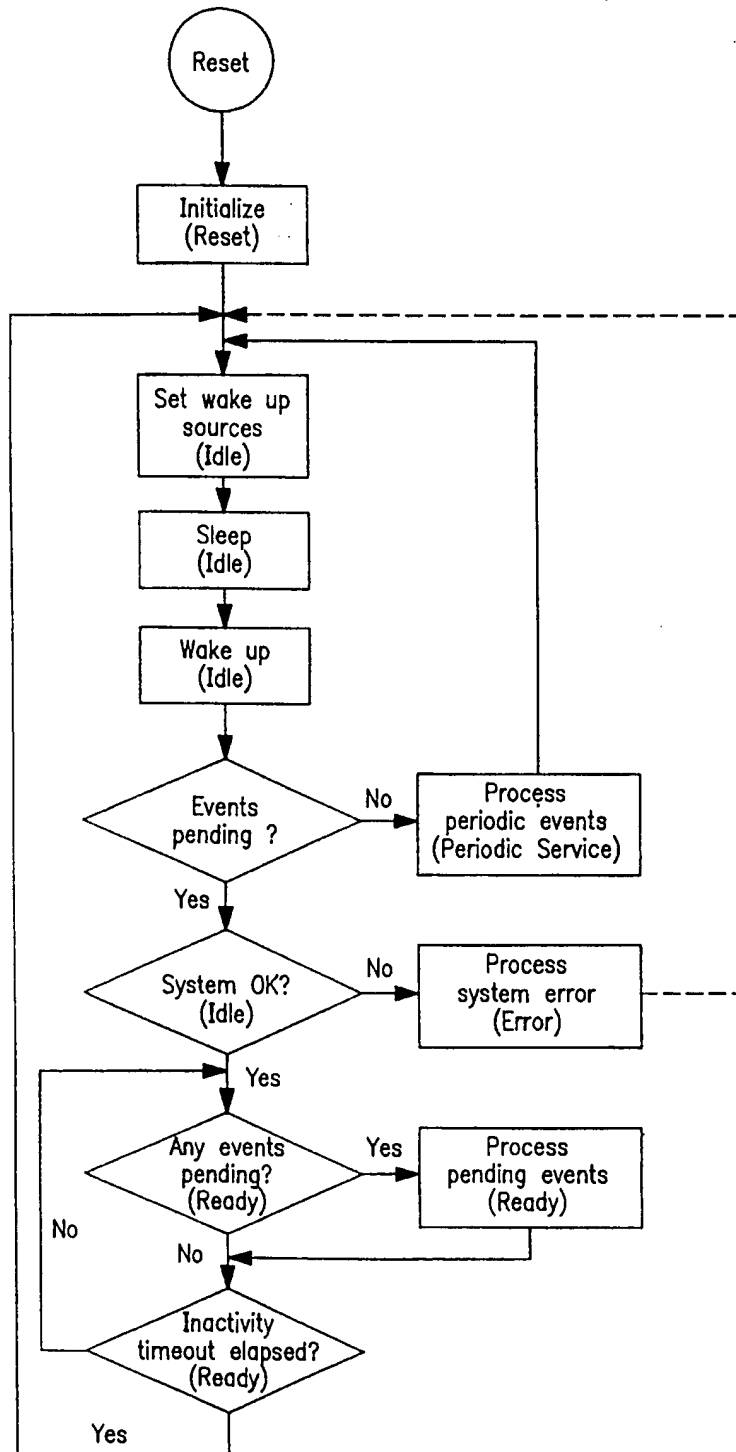 Reset
Initialize
(Reset)
Set wake up
sources
(Idle)
Sleep
(Idle)
Wake up
(Idle)
Events
pending ?
No
Process
periodic events
(Periodic Service)
Yes
System OK?
(Idle)
No
Process
system error
(Error)
Yes
Any events
pending?
(Ready)
Yes
Process
pending events
(Ready)
No
No
Inactivity
timeout elapsed?
(Ready)
Yes